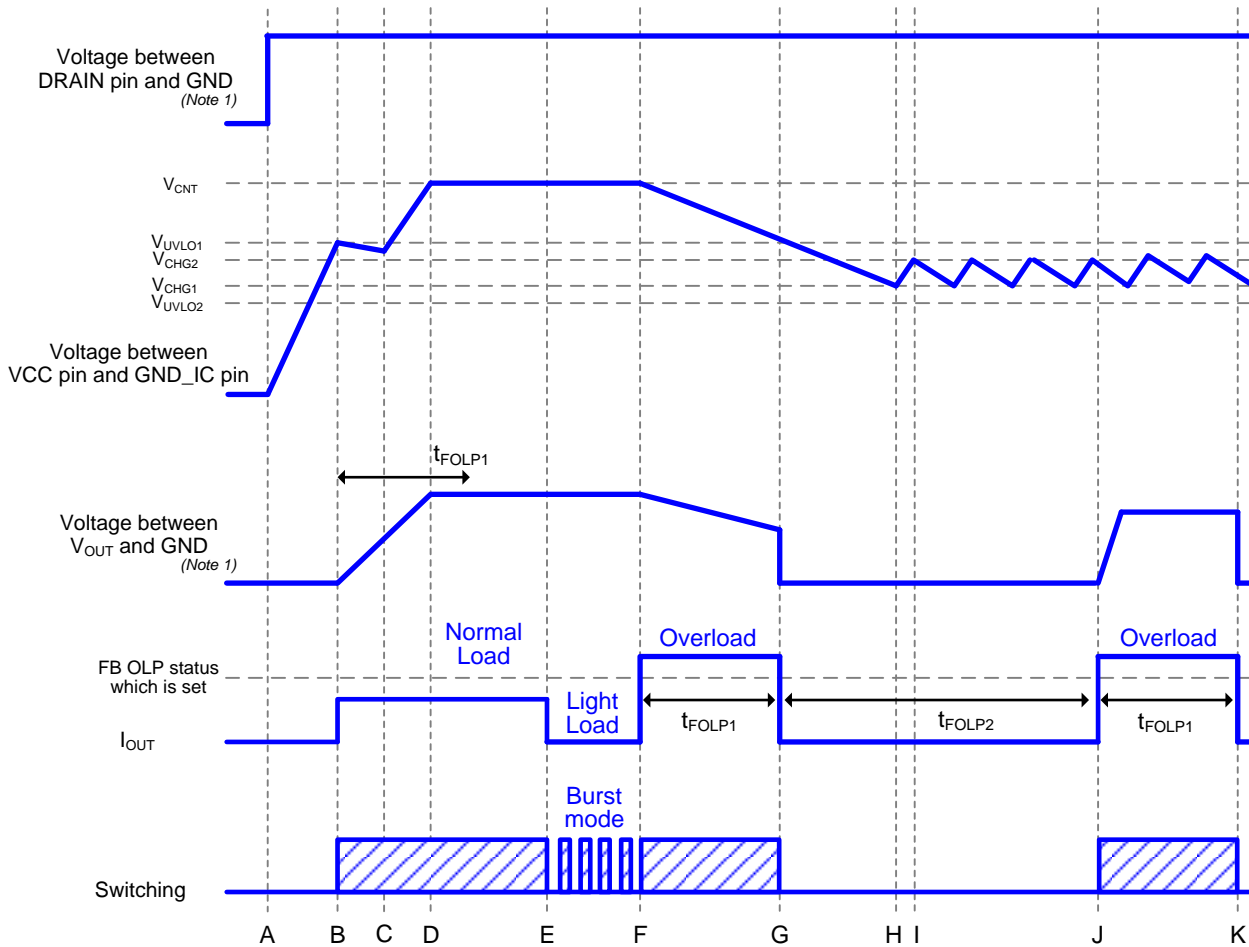 Voltage between
DRAIN pin and GND
(Note 1)
VCNT
VUVLO1
VCHG2
VCHG1
VUVLO2
Voltage between
VCC pin and GND_IC pin
tFOLP1
Voltage between
VOUT and GND
(Note 1)
Normal
Load
Overload
Overload
FB OLP status
which is set
Light
Load
tFOLP1
tFOLP2
tFOLP1
IOUT
Burst
mode
Switching
A B C D E F G H I J K